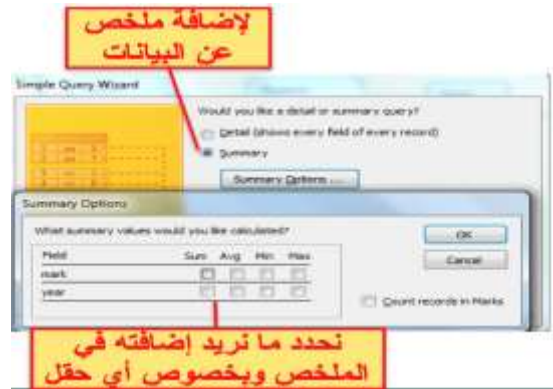 لإضافة ملخص
عن البيانات
Simple Query Wizard
Would you like a detail or summary query?
Detail (shows every field of every record)
Summary
Summary Options ...
Summary Options
What summary values would you like calculated?
OK
Field Sum Avg Min Max
Cancel
mark
year
Count records in Marks
نحدد ما نريد إضافته في
الملخص وبخصوص أي حقل